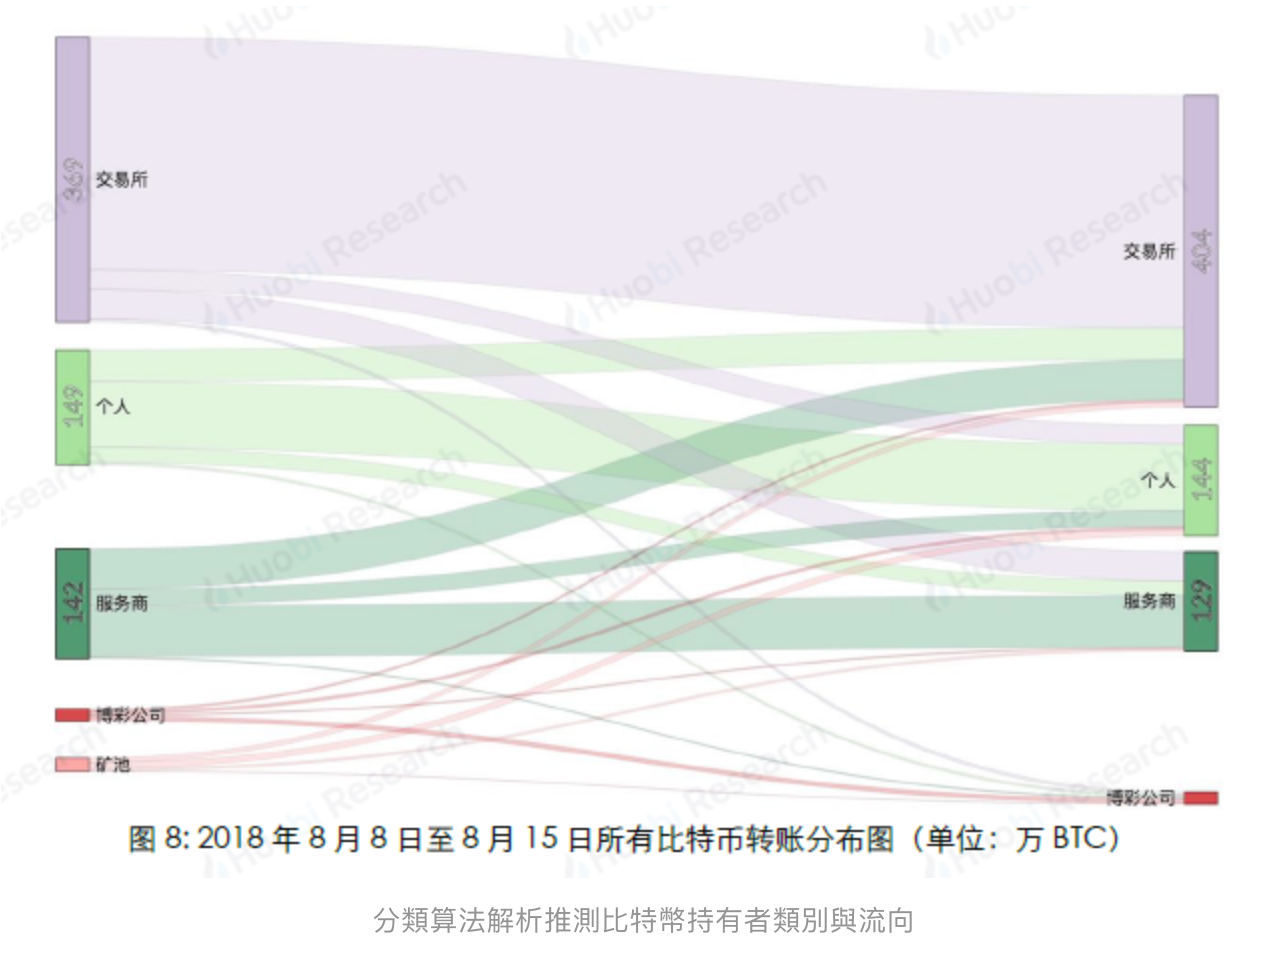 Huobi Research
369
交易所
交易所
404
149
个人
个人
144
142
服务商
服务商
129
博彩公司
矿池
博彩公司
图 8: 2018 年 8 月 8 日至 8 月 15 日所有比特币转账分布图（单位：万 BTC）
分類算法解析推測比特幣持有者類別與流向